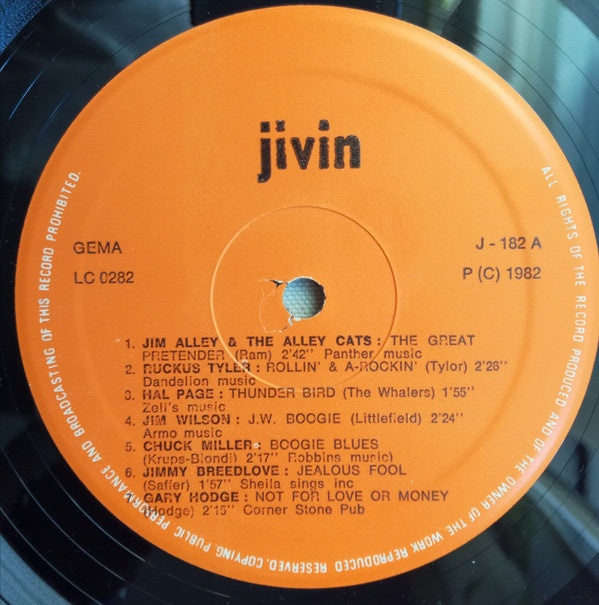 jivin
GEMA
LC 0282
J - 182 A
P (C) 1982
1. JIM ALLEY & THE ALLEY CATS : THE GREAT
PRETENDER (Ram) 2'42'' Panther music
2. RUCKUS TYLER : ROLLIN' & A-ROCKIN' (Tylor) 2'26''
Dandelion music
3. HAL PAGE : THUNDER BIRD (The Whalers) 1'55''
Zell's music
4. JIM WILSON : J.W. BOOGIE (Littlefield) 2'24''
Armo music
5. CHUCK MILLER : BOOGIE BLUES
(Krupa-Biondi) 2'17'' Robbins music)
6. JIMMY BREEDLOVE : JEALOUS FOOL
(Saffer) 1'57'' Sheila sings inc
7. GARY HODGE : NOT FOR LOVE OR MONEY
(Hodge) 2'15'' Corner Stone Pub
ALL RIGHTS OF THE RECORD PRODUCED AND OF THE OWNER OF THE WORK REPRODUCED RESERVED. COPYING PUBLIC PERFORMANCE AND BROADCASTING OF THIS RECORD PROHIBITED.